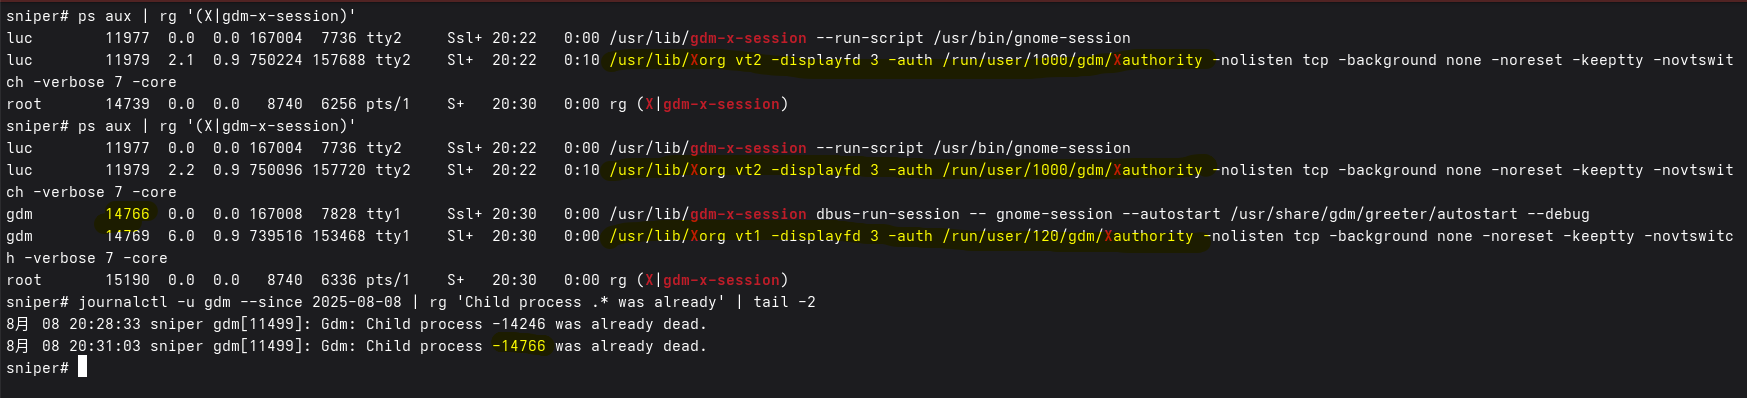 sniper# ps aux | rg '(X|gdm-x-session)'
luc        11977  0.0  0.0 167004  7736 tty2     Ssl+ 20:22   0:00 /usr/lib/gdm-x-session --run-script /usr/bin/gnome-session
luc        11979  2.1  0.9 750224 157688 tty2    Sl+  20:22   0:10 /usr/lib/Xorg vt2 -displayfd 3 -auth /run/user/1000/gdm/Xauthority -nolisten tcp -background none -noreset -keeptty -novtswit
ch -verbose 7 -core
root       14739  0.0  0.0   8740  6256 pts/1    S+   20:30   0:00 rg (X|gdm-x-session)
sniper# ps aux | rg '(X|gdm-x-session)'
luc        11977  0.0  0.0 167004  7736 tty2     Ssl+ 20:22   0:00 /usr/lib/gdm-x-session --run-script /usr/bin/gnome-session
luc        11979  2.2  0.9 750096 157720 tty2    Sl+  20:22   0:10 /usr/lib/Xorg vt2 -displayfd 3 -auth /run/user/1000/gdm/Xauthority -nolisten tcp -background none -noreset -keeptty -novtswit
ch -verbose 7 -core
gdm        14766  0.0  0.0 167008  7828 tty1     Ssl+ 20:30   0:00 /usr/lib/gdm-x-session dbus-run-session -- gnome-session --autostart /usr/share/gdm/greeter/autostart --debug
gdm        14769  6.0  0.9 739516 153468 tty1    Sl+  20:30   0:00 /usr/lib/Xorg vt1 -displayfd 3 -auth /run/user/120/gdm/Xauthority -nolisten tcp -background none -noreset -keeptty -novtswitc
h -verbose 7 -core
root       15190  0.0  0.0   8740  6336 pts/1    S+   20:30   0:00 rg (X|gdm-x-session)
sniper# journalctl -u gdm --since 2025-08-08 | rg 'Child process .* was already' | tail -2
8月 08 20:28:33 sniper gdm[11499]: Gdm: Child process -14246 was already dead.
8月 08 20:31:03 sniper gdm[11499]: Gdm: Child process -14766 was already dead.
sniper#